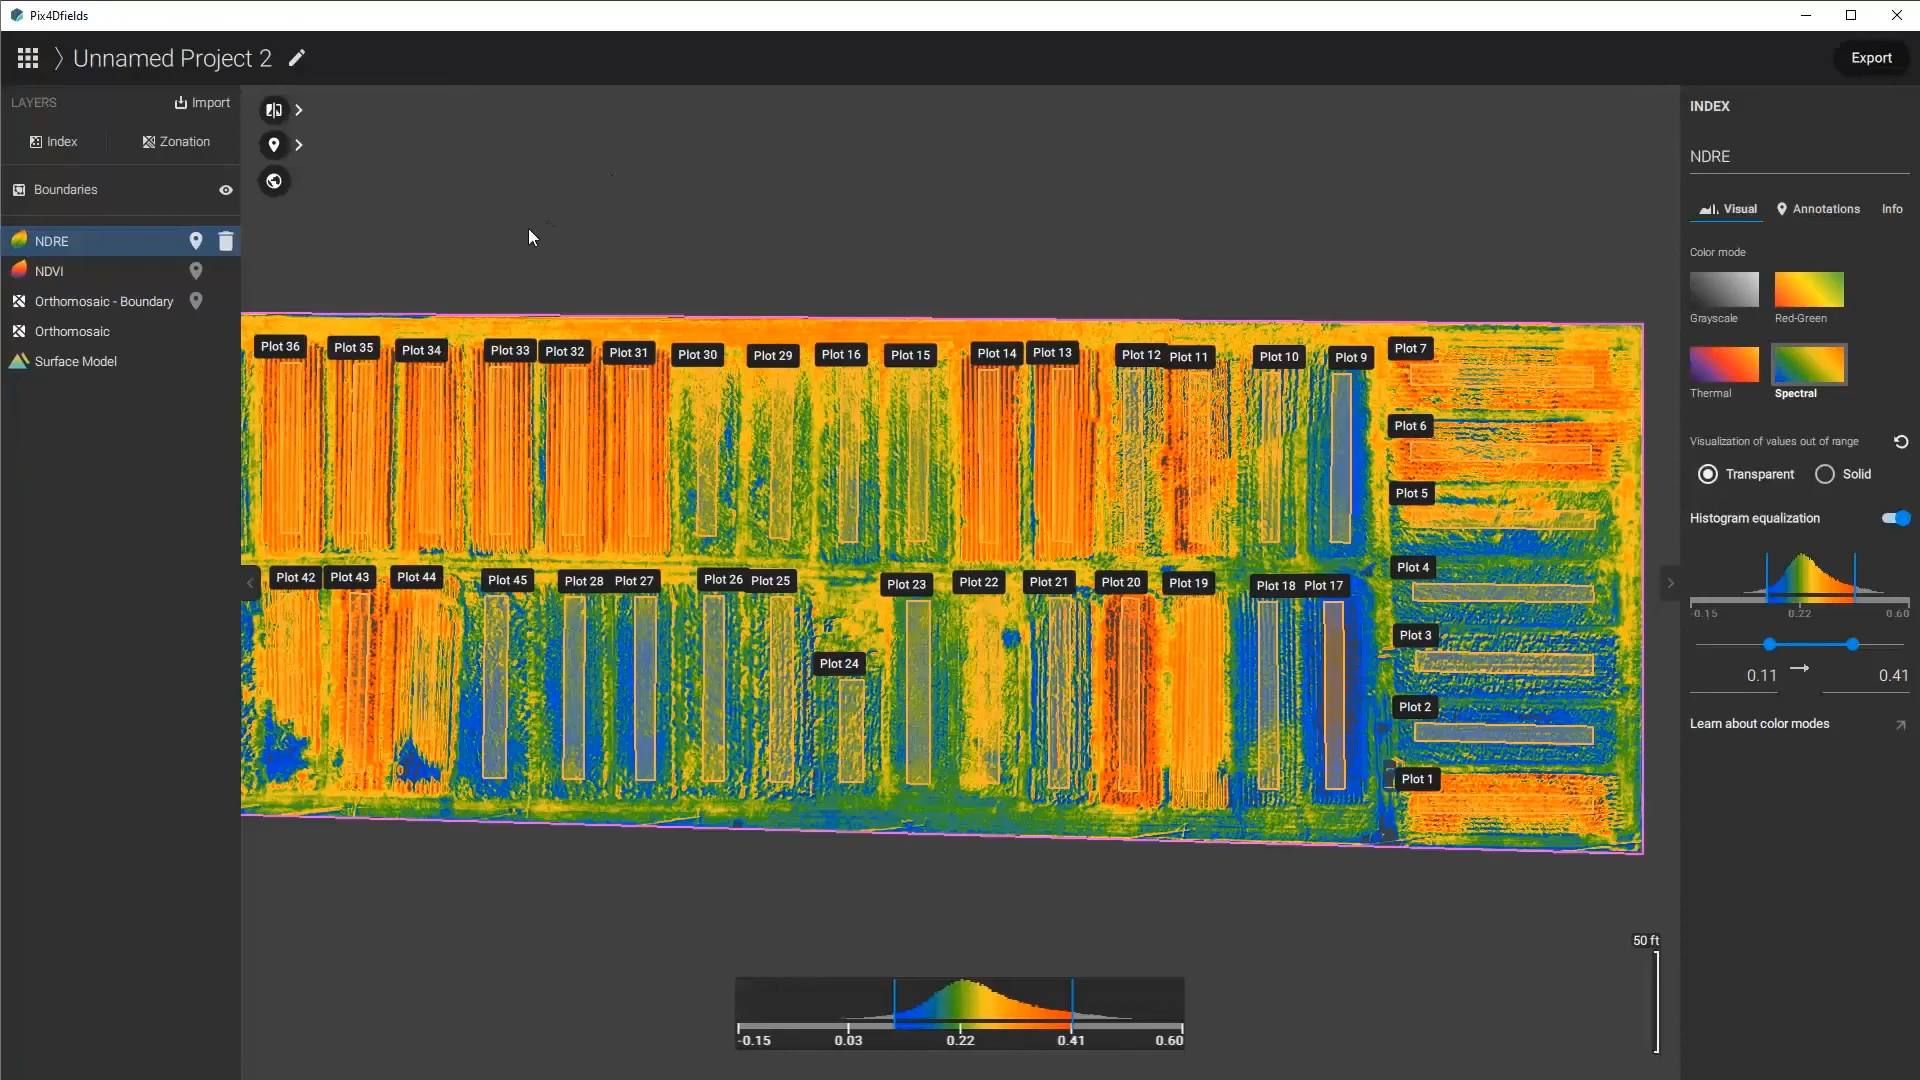 Pix4Dfields
Unnamed Project 2
Export
LAYERS
Import
Index
Zonation
Boundaries
NDRE
NDVI
Orthomosaic - Boundary
Orthomosaic
Surface Model
Plot 36
Plot 35
Plot 34
Plot 33
Plot 32
Plot 31
Plot 30
Plot 29
Plot 16
Plot 15
Plot 14
Plot 13
Plot 12
Plot 11
Plot 10
Plot 9
Plot 7
Plot 6
Plot 5
Plot 4
Plot 3
Plot 2
Plot 1
Plot 42
Plot 43
Plot 44
Plot 45
Plot 28
Plot 27
Plot 26
Plot 25
Plot 24
Plot 23
Plot 22
Plot 21
Plot 20
Plot 19
Plot 18
Plot 17
50 ft
-0.15
0.03
0.22
0.41
0.60
INDEX
NDRE
Visual
Annotations
Info
Color mode
Grayscale
Red-Green
Thermal
Spectral
Visualization of values out of range
Transparent
Solid
Histogram equalization
-0.15
0.22
0.60
0.11
0.41
Learn about color modes